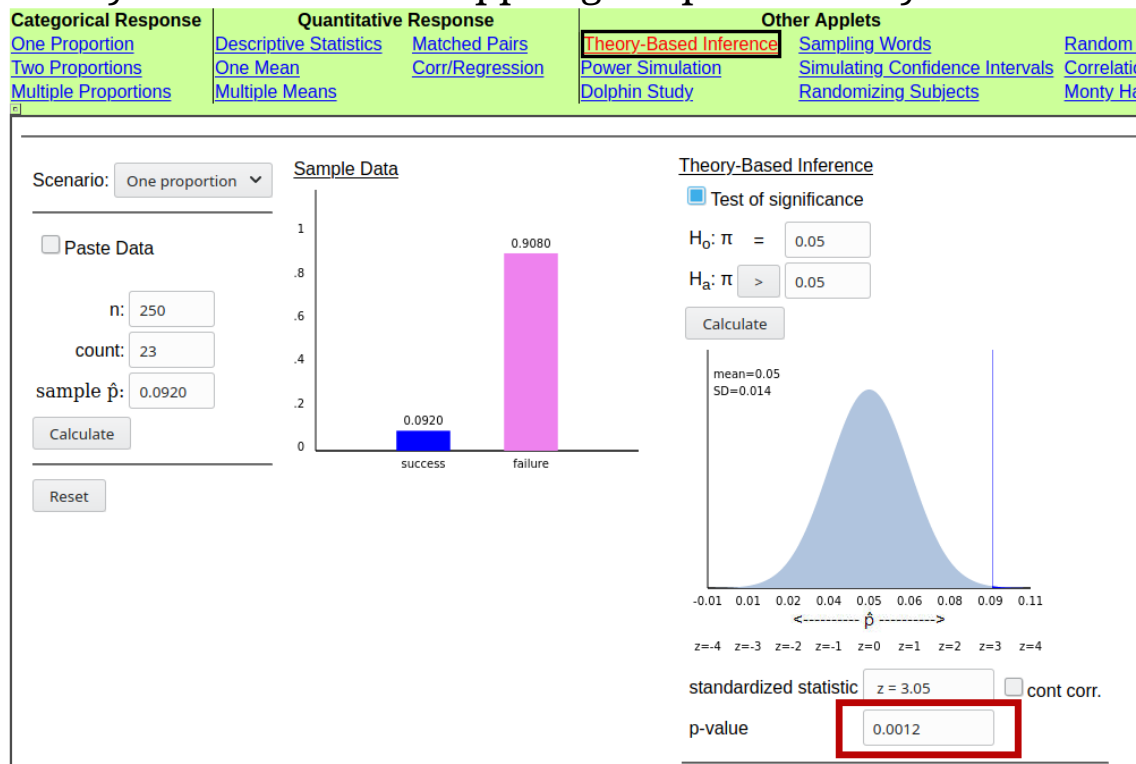 Categorical Response Quantitative Response Other Applets
One Proportion Descriptive Statistics Matched Pairs Theory-Based Inference Sampling Words Random
Two Proportions One Mean Corr/Regression Power Simulation Simulating Confidence Intervals
Multiple Proportions Multiple Means Dolphin Study Randomizing Subjects Monty
Scenario: One proportion
Paste Data
n: 250
count: 23
sample p̂: 0.0920
Calculate
Reset
Sample Data
1
.8
.6
.4
.2
0
0.0920
0.9080
success failure
Theory-Based Inference
Test of significance
Ho: π = 0.05
Ha: π > 0.05
Calculate
mean=0.05
SD=0.014
-0.01 0.01 0.02 0.04 0.05 0.06 0.08 0.09 0.11
<---------- p̂ ---------->
z=-4 z=-3 z=-2 z=-1 z=0 z=1 z=2 z=3 z=4
standardized statistic z = 3.05 cont corr.
p-value 0.0012